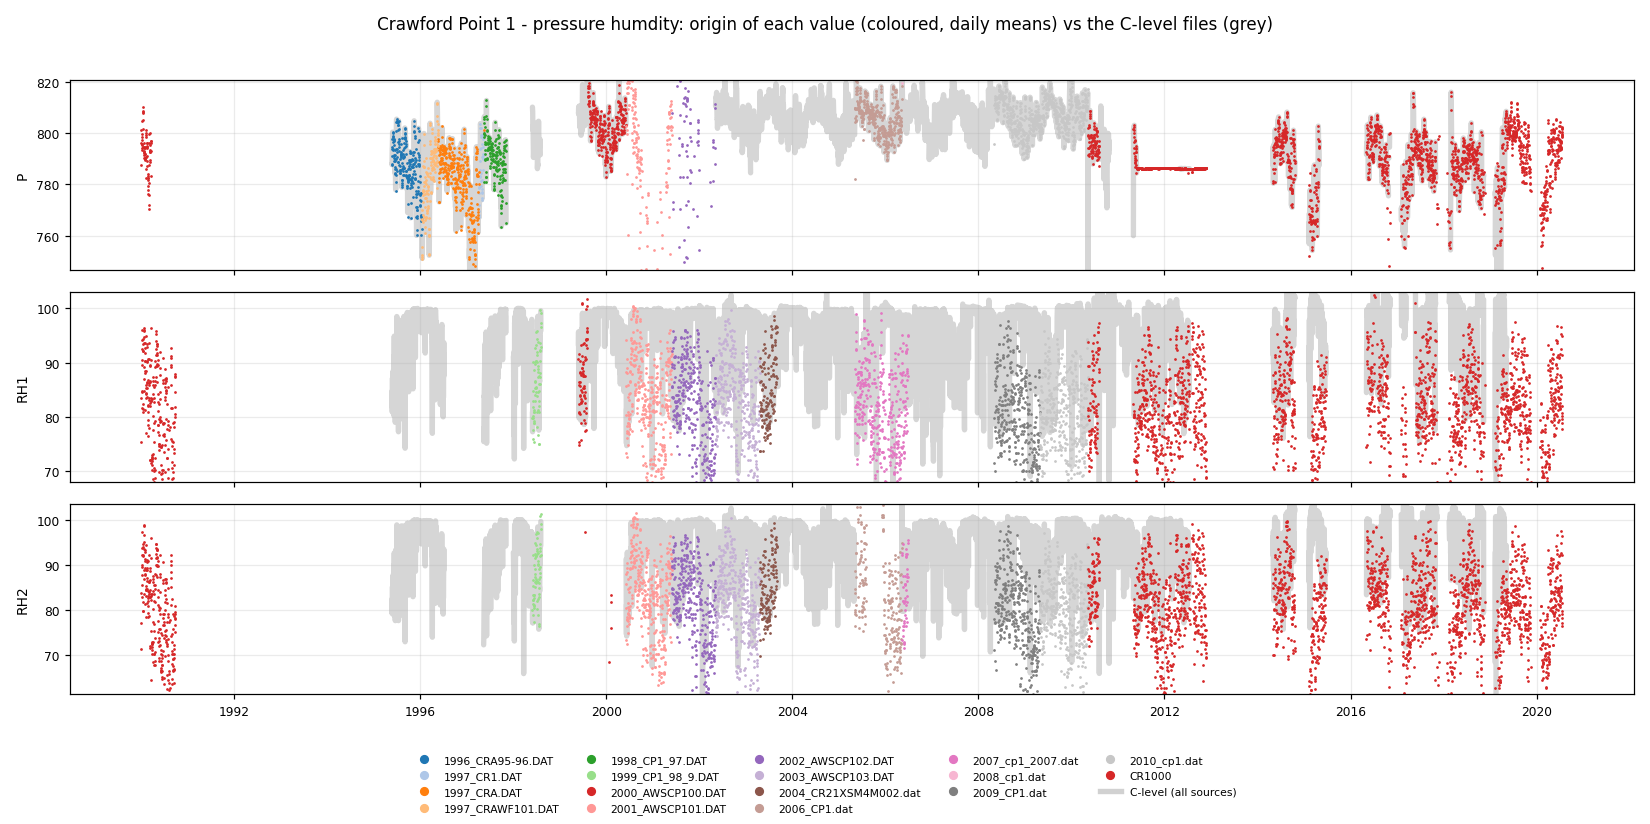 Crawford Point 1 - pressure humdity: origin of each value (coloured, daily means) vs the C-level files (grey)
820
800
780
760
P
100
90
80
70
RH1
100
90
80
70
RH2
1992 1996 2000 2004 2008 2012 2016 2020
1996_CRA95-96.DAT
1997_CR1.DAT
1997_CRA.DAT
1997_CRAWF101.DAT
1998_CP1_97.DAT
1999_CP1_98_9.DAT
2000_AWSCP100.DAT
2001_AWSCP101.DAT
2002_AWSCP102.DAT
2003_AWSCP103.DAT
2004_CR21XSM4M002.dat
2006_CP1.dat
2007_cp1_2007.dat
2008_cp1.dat
2009_CP1.dat
2010_cp1.dat
CR1000
C-level (all sources)